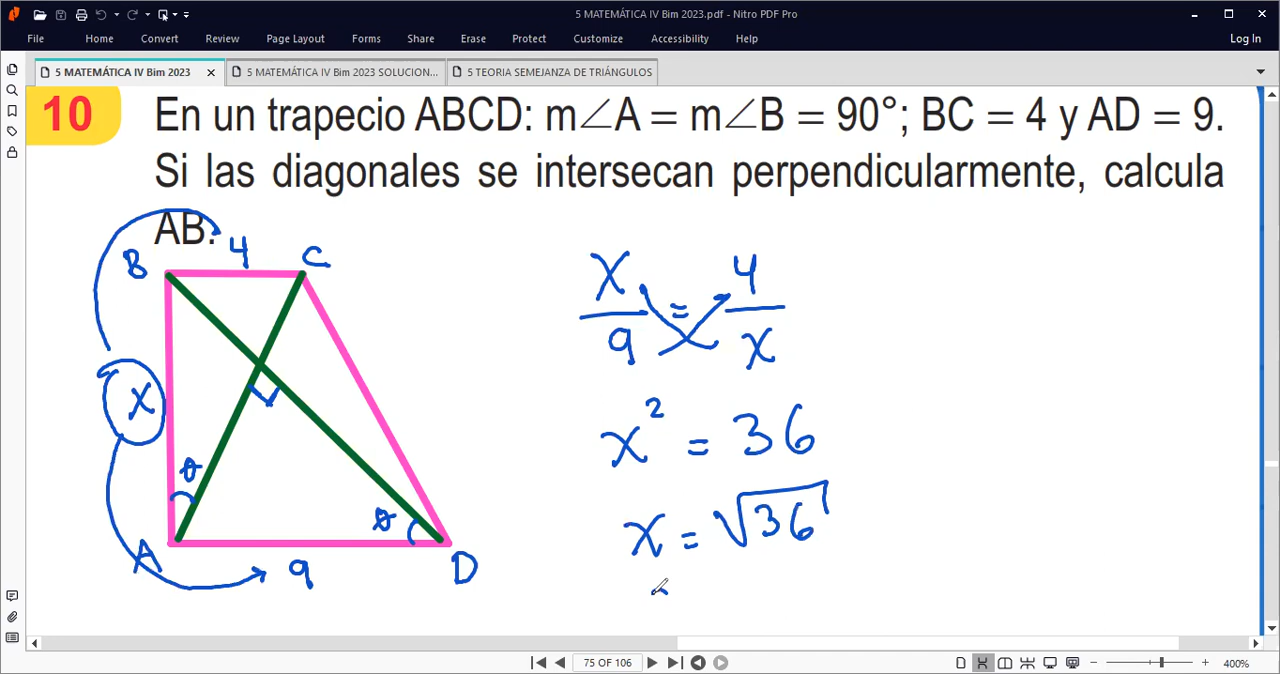 5 MATEMÁTICA IV Bim 2023.pdf - Nitro PDF Pro
File Home Convert Review Page Layout Forms Share Erase Protect Customize Accessibility Help Log In
5 MATEMÁTICA IV Bim 2023 5 MATEMÁTICA IV Bim 2023 SOLUCION... 5 TEORIA SEMEJANZA DE TRIÁNGULOS
10 En un trapecio ABCD: m∠A = m∠B = 90°; BC = 4 y AD = 9.
Si las diagonales se intersecan perpendicularmente, calcula
AB.
B 4 C
x/9 = 4/x
x
x² = 36
θ θ
x = √36
A 9 D
75 OF 106
400%